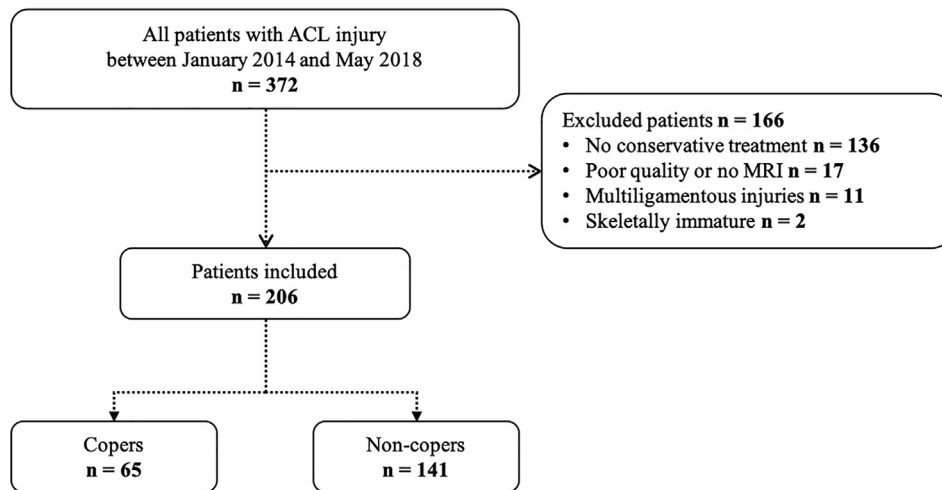 All patients with ACL injury
between January 2014 and May 2018
n = 372
Excluded patients n = 166
• No conservative treatment n = 136
• Poor quality or no MRI n = 17
• Multiligamentous injuries n = 11
• Skeletally immature n = 2
Patients included
n = 206
Copers
n = 65
Non-copers
n = 141